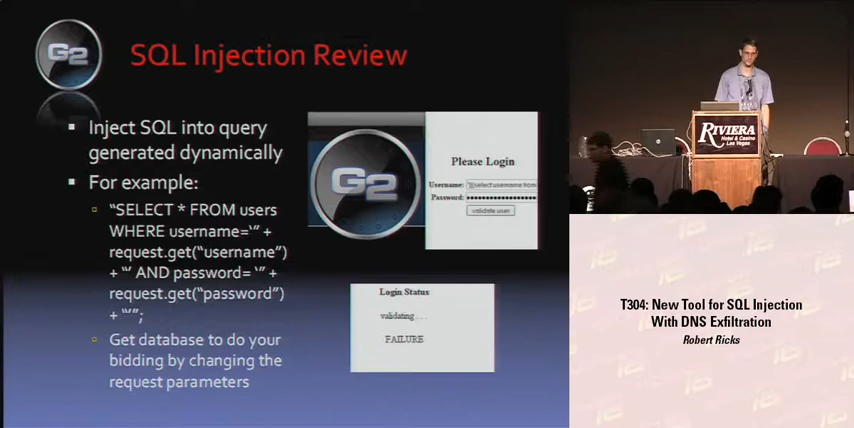 G2
SQL Injection Review
Inject SQL into query
generated dynamically
For example:
"SELECT * FROM users
WHERE username='" +
request.get("username")
+ "' AND password= '" +
request.get("password")
+ "'";
Get database to do your
bidding by changing the
request parameters
G2
Please Login
Username: '||(select username from
Password:
validate user
Login Status
validating . . .
FAILURE
RIVIERA
Hotel & Casino
Las Vegas
T304: New Tool for SQL Injection
With DNS Exfiltration
Robert Ricks